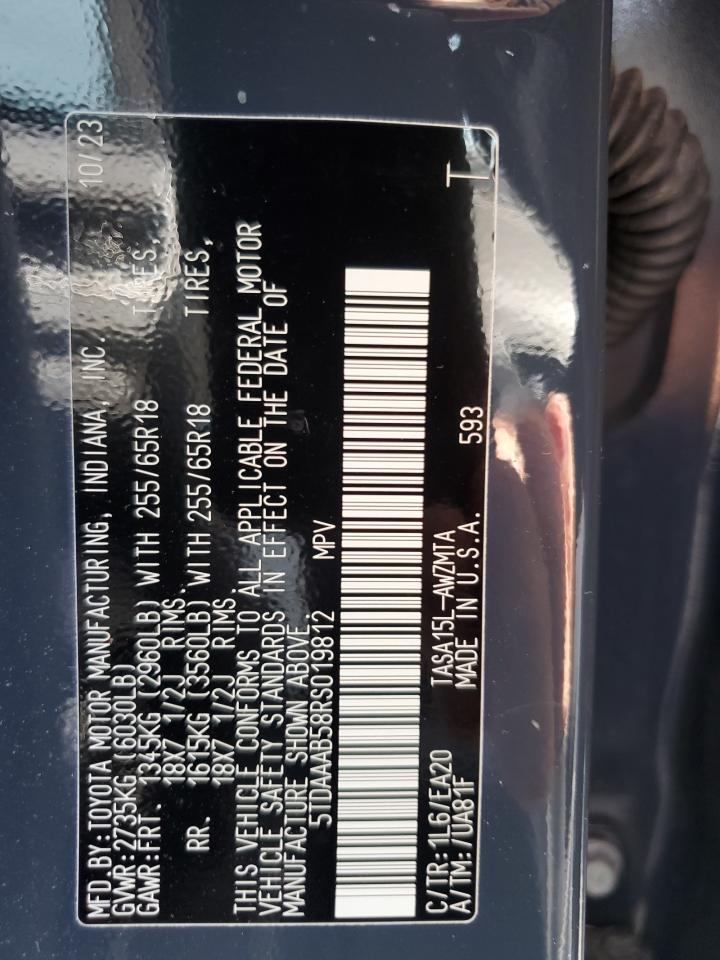 MFD.BY:TOYOTA MOTOR MANUFACTURING, INDIANA, INC. 10/23
GVWR:2735KG (6030LB)
GAWR:FRT. 1345KG (2960LB) WITH 255/65R18 TIRES,
18X7 1/2J RIMS.
RR. 1615KG (3560LB) WITH 255/65R18 TIRES,
18X7 1/2J RIMS.
THIS VEHICLE CONFORMS TO ALL APPLICABLE FEDERAL MOTOR
VEHICLE SAFETY STANDARDS IN EFFECT ON THE DATE OF
MANUFACTURE SHOWN ABOVE.
5TDAAAB58RS019812 MPV
C/TR:1L6/EA20 TASA15L-AWZMTA T
A/TM:/UA81F MADE IN U.S.A. 593